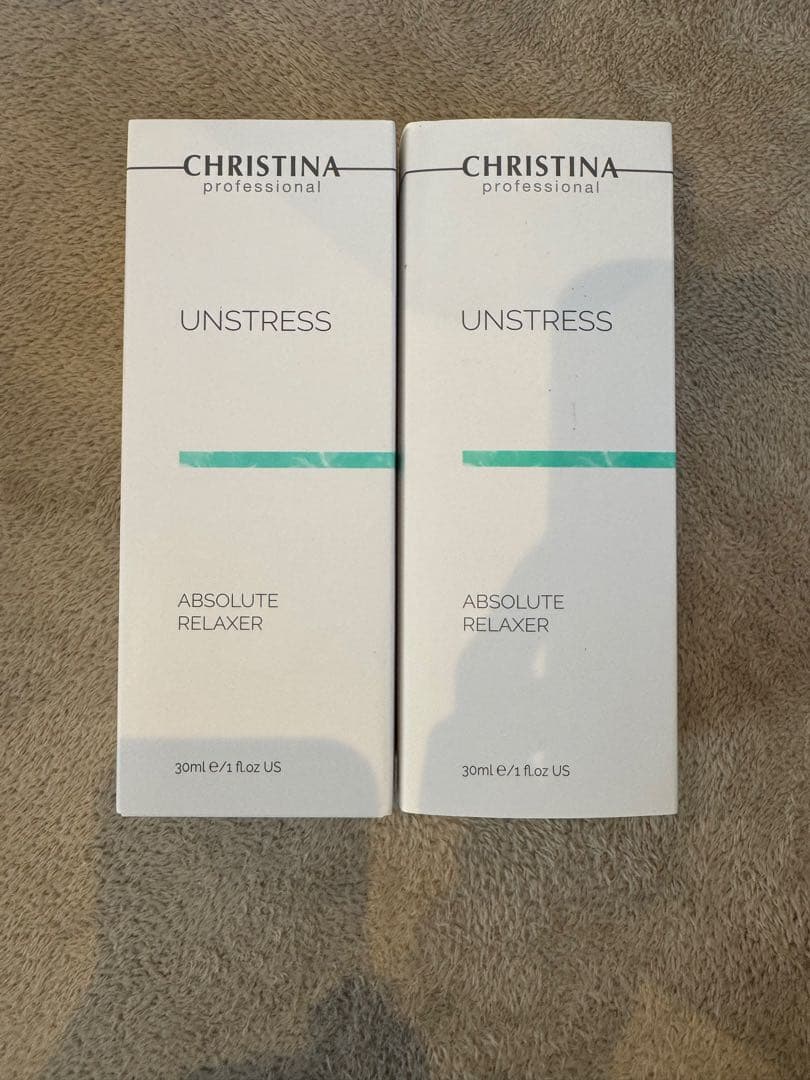 CHRISTINA
professional
UNSTRESS
ABSOLUTE
RELAXER
30ml ℮/1 fl.oz US
CHRISTINA
professional
UNSTRESS
ABSOLUTE
RELAXER
30ml ℮/1 fl.oz US